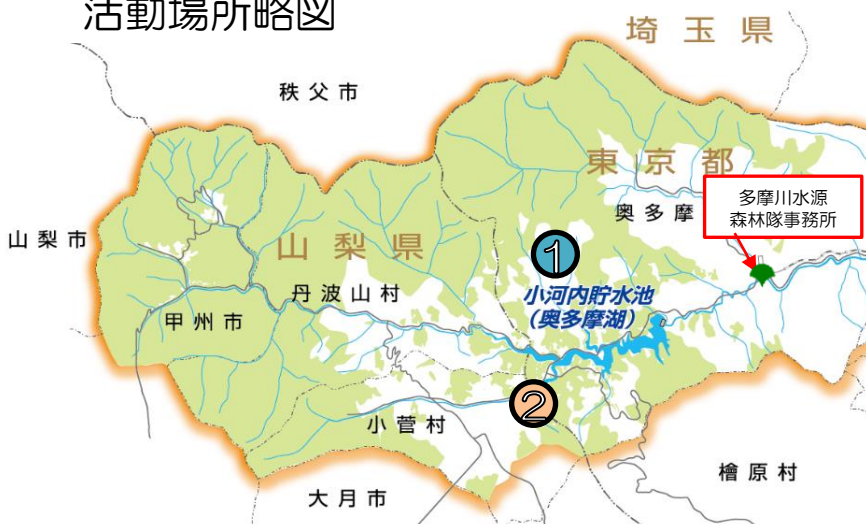 活動場所略図
埼玉県
秩父市
東京都
多摩川水源
森林隊事務所
奥多摩
山梨市
山梨県
①
丹波山村
小河内貯水池
(奥多摩湖)
甲州市
②
小菅村
檜原村
大月市